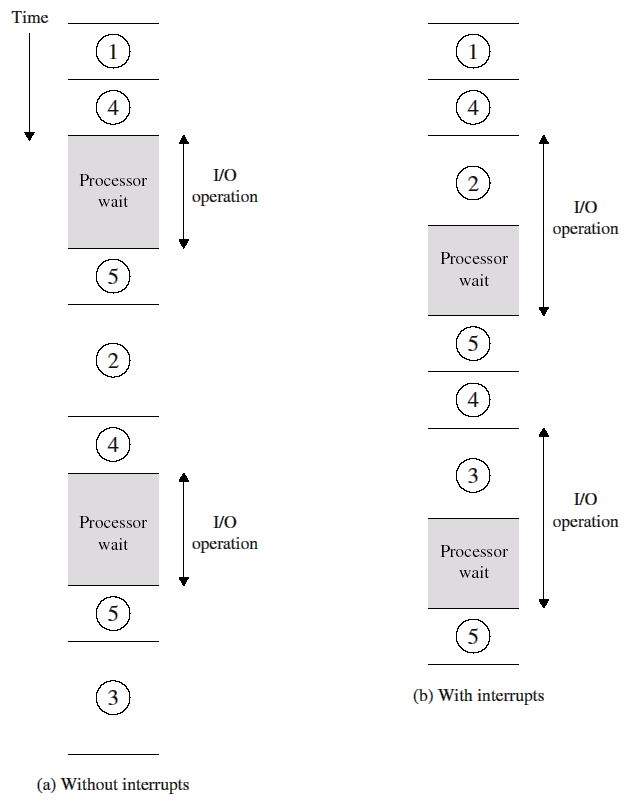 Time
1
4
Processor
wait
I/O
operation
5
2
4
Processor
wait
I/O
operation
5
3
(a) Without interrupts
1
4
2
I/O
operation
Processor
wait
5
4
3
I/O
operation
Processor
wait
5
(b) With interrupts